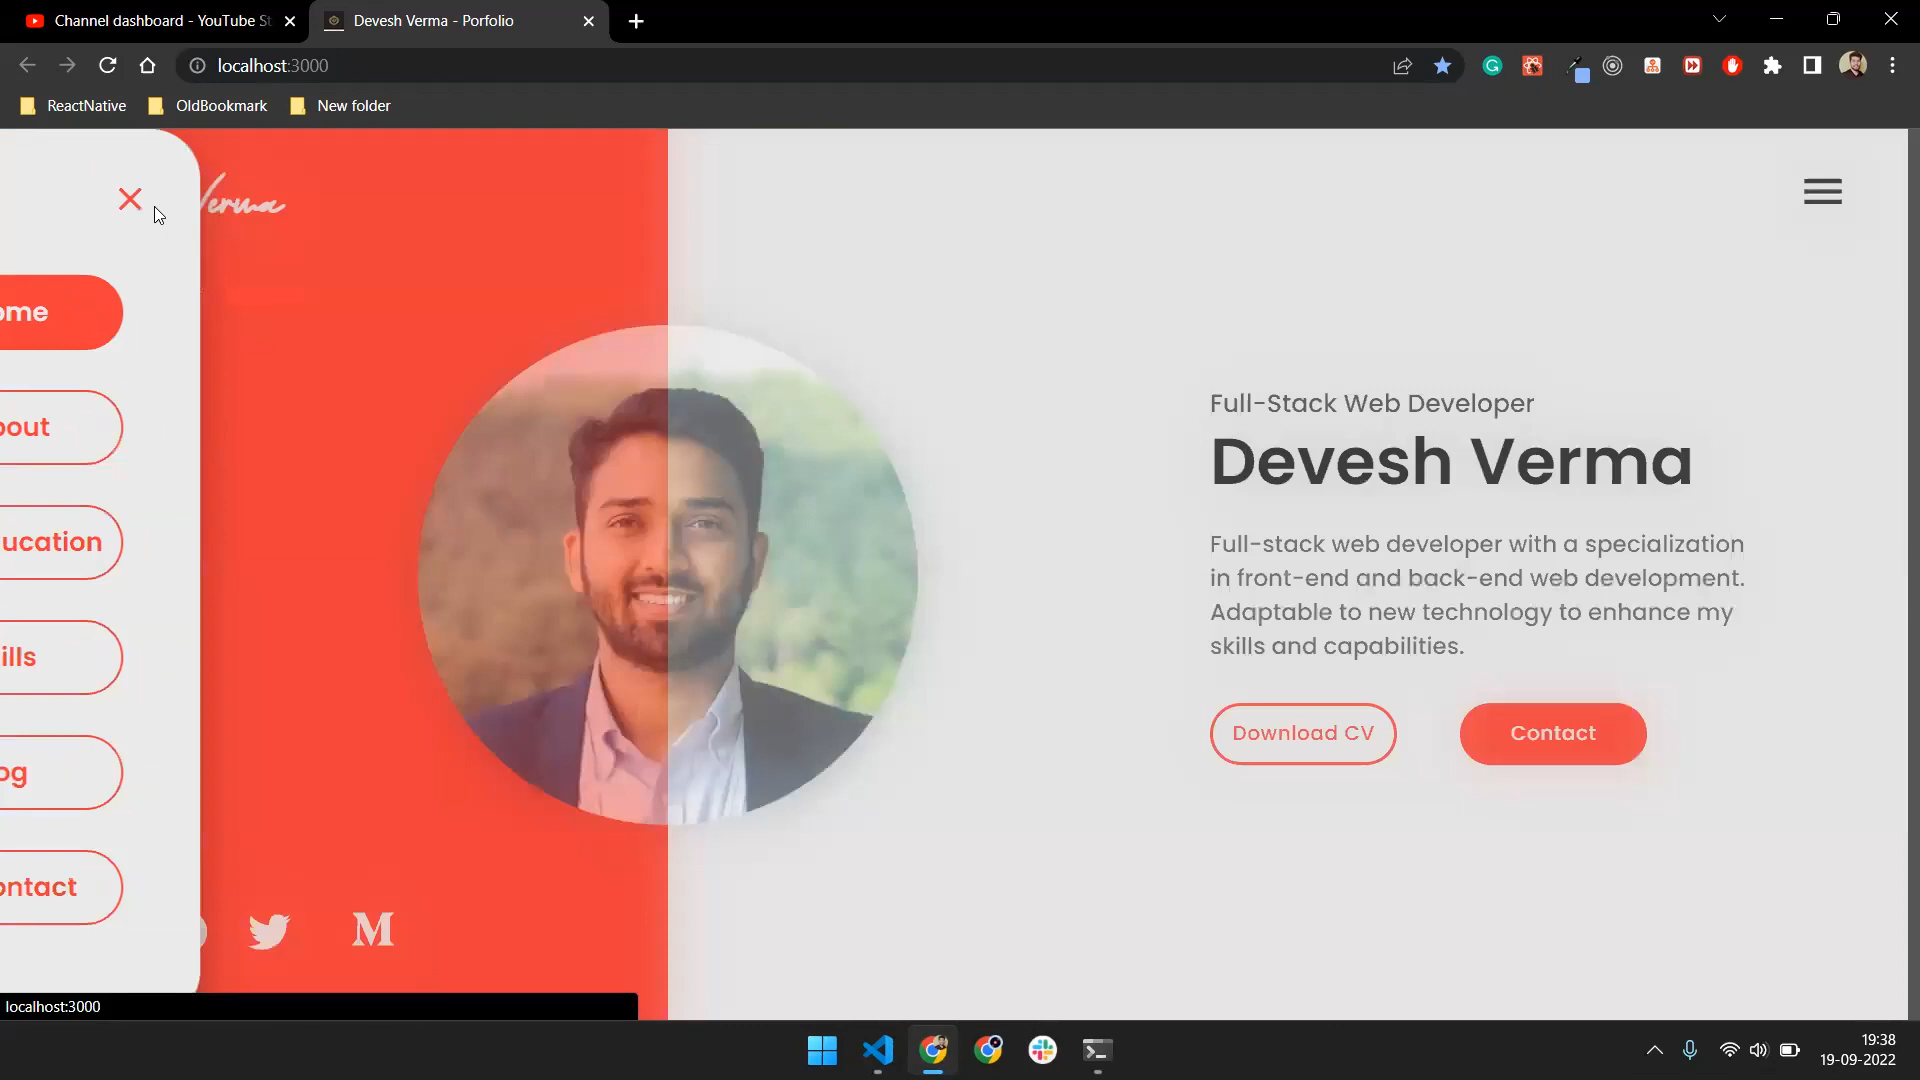 Channel dashboard - YouTube St
Devesh Verma - Porfolio
localhost:3000
ReactNative
OldBookmark
New folder
Verma
ome
bout
ucation
ills
og
ontact
Full-Stack Web Developer
Devesh Verma
Full-stack web developer with a specialization
in front-end and back-end web development.
Adaptable to new technology to enhance my
skills and capabilities.
Download CV
Contact
localhost:3000
19:38
19-09-2022